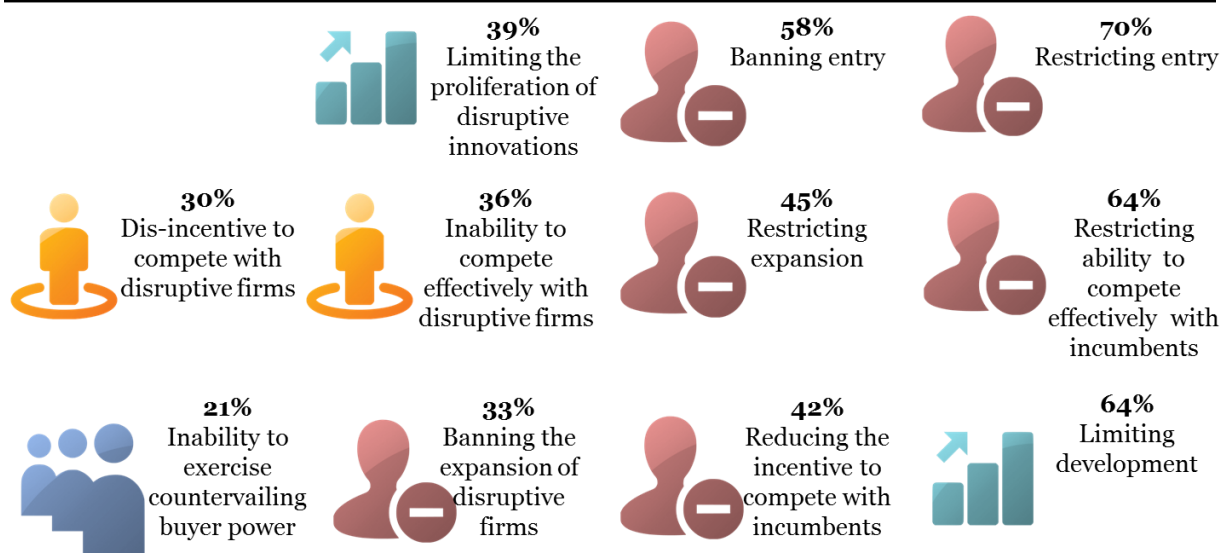 39%
Limiting the
proliferation of
disruptive
innovations
58%
Banning entry
70%
Restricting entry
30%
Dis-incentive to
compete with
disruptive firms
36%
Inability to
compete
effectively with
disruptive firms
45%
Restricting
expansion
64%
Restricting
ability to
compete
effectively with
incumbents
21%
Inability to
exercise
countervailing
buyer power
33%
Banning the
expansion of
disruptive
firms
42%
Reducing the
incentive to
compete with
incumbents
64%
Limiting
development